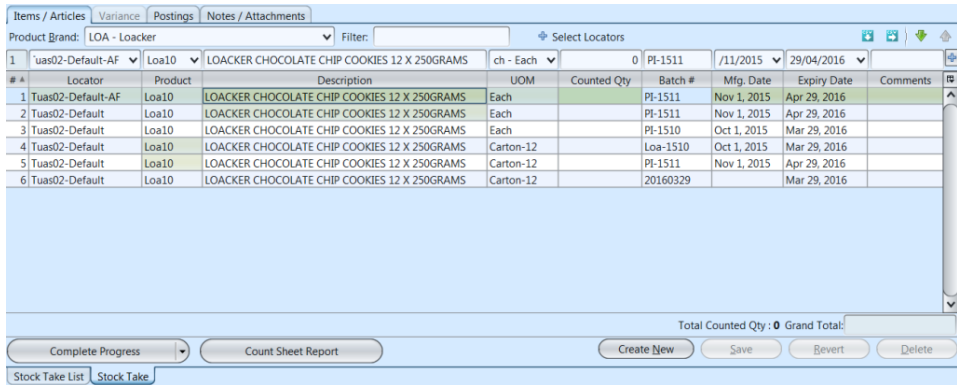 Items / Articles Variance Postings Notes / Attachments
Product Brand: LOA - Loacker Filter: Select Locators
1 'uas02-Default-AF Loa10 LOACKER CHOCOLATE CHIP COOKIES 12 X 250GRAMS ch - Each 0 PI-1511 /11/2015 29/04/2016
# Locator Product Description UOM Counted Qty Batch # Mfg. Date Expiry Date Comments
1 Tuas02-Default-AF Loa10 LOACKER CHOCOLATE CHIP COOKIES 12 X 250GRAMS Each PI-1511 Nov 1, 2015 Apr 29, 2016
2 Tuas02-Default Loa10 LOACKER CHOCOLATE CHIP COOKIES 12 X 250GRAMS Each PI-1511 Nov 1, 2015 Apr 29, 2016
3 Tuas02-Default Loa10 LOACKER CHOCOLATE CHIP COOKIES 12 X 250GRAMS Each PI-1510 Oct 1, 2015 Mar 29, 2016
4 Tuas02-Default Loa10 LOACKER CHOCOLATE CHIP COOKIES 12 X 250GRAMS Carton-12 Loa-1510 Oct 1, 2015 Mar 29, 2016
5 Tuas02-Default Loa10 LOACKER CHOCOLATE CHIP COOKIES 12 X 250GRAMS Carton-12 PI-1511 Nov 1, 2015 Apr 29, 2016
6 Tuas02-Default Loa10 LOACKER CHOCOLATE CHIP COOKIES 12 X 250GRAMS Carton-12 20160329 Mar 29, 2016
Total Counted Qty : 0 Grand Total:
Complete Progress Count Sheet Report Create New Save Revert Delete
Stock Take List Stock Take